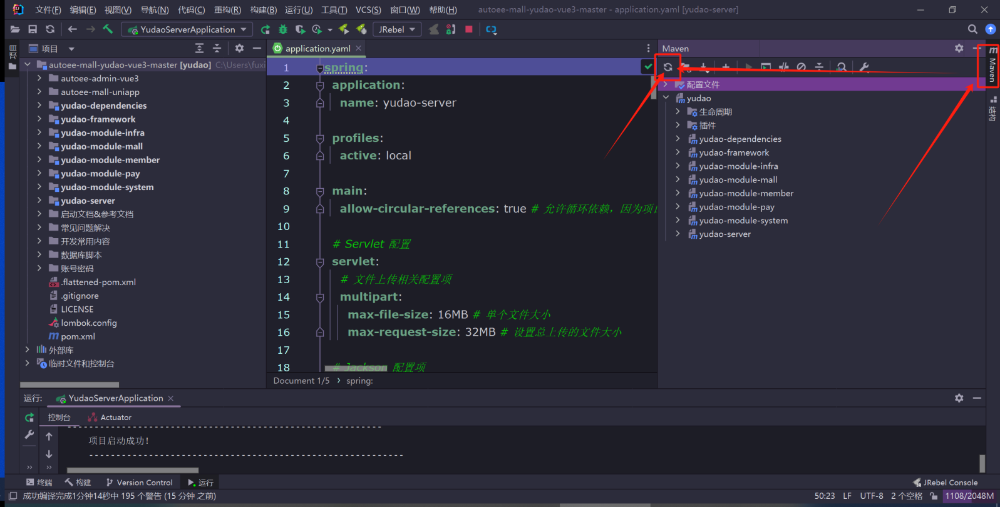 文件(F) 编辑(E) 视图(V) 导航(N) 代码(C) 重构(R) 构建(B) 运行(U) 工具(T) VCS(S) 窗口(W) 帮助(H) autoee-mall-yudao-vue3-master - application.yaml [yudao-server]
YudaoServerApplication JRebel
项目
application.yaml
Maven
autoee-mall-yudao-vue3-master [yudao] C:\Users\fuxi
autoee-admin-vue3
autoee-mall-uniapp
yudao-dependencies
yudao-framework
yudao-module-infra
yudao-module-mall
yudao-module-member
yudao-module-pay
yudao-module-system
yudao-server
启动文档&参考文档
常见问题解决
开发常用内容
数据库脚本
账号密码
.flattened-pom.xml
.gitignore
LICENSE
lombok.config
pom.xml
外部库
临时文件和控制台
1 spring:
2 application:
3 name: yudao-server
4
5 profiles:
6 active: local
7
8 main:
9 allow-circular-references: true # 允许循环依赖，因为项目
10
11 # Servlet 配置
12 servlet:
13 # 文件上传相关配置项
14 multipart:
15 max-file-size: 16MB # 单个文件大小
16 max-request-size: 32MB # 设置总上传的文件大小
17
18 # Jackson 配置项
Document 1/5 › spring:
配置文件
yudao
生命周期
插件
yudao-dependencies
yudao-framework
yudao-module-infra
yudao-module-mall
yudao-module-member
yudao-module-pay
yudao-module-system
yudao-server
Maven
结构
项目
运行: YudaoServerApplication
控制台 Actuator
项目启动成功!
终端 构建 Version Control 运行 JRebel Console
成功编译完成1分钟14秒中 195 个警告 (15 分钟 之前) 50:23 LF UTF-8 2 个空格 1108/2048M